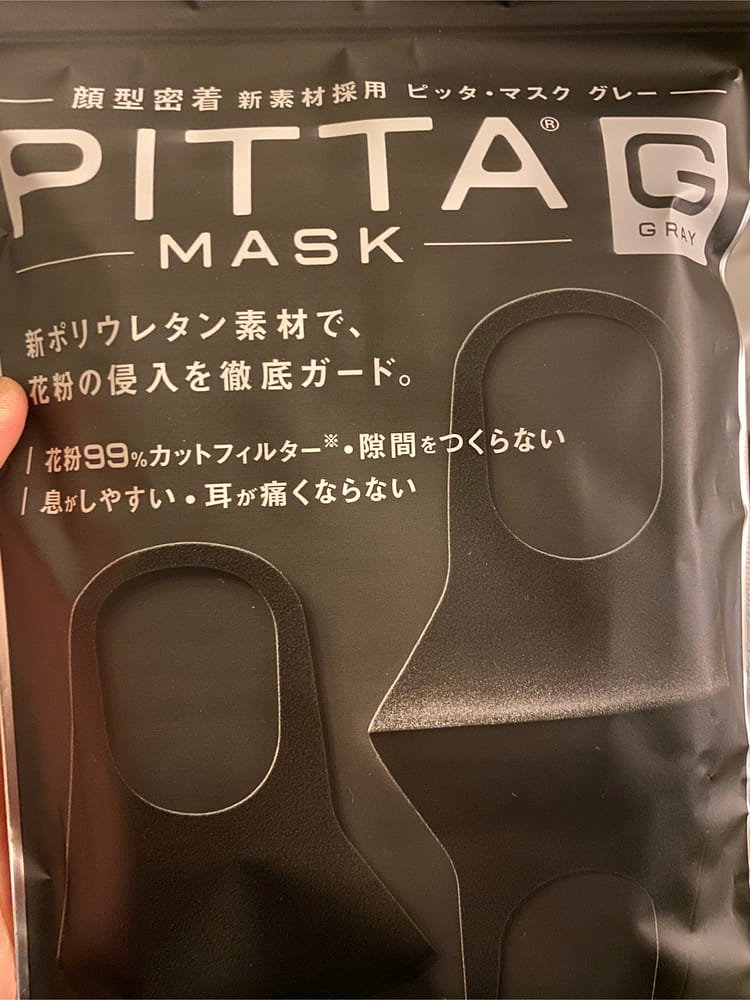 顔型密着 新素材採用 ピッタ・マスク グレー
PITTA® G
GRAY
MASK
新ポリウレタン素材で、
花粉の侵入を徹底ガード。
花粉99%カットフィルター※・隙間をつくらない
息がしやすい・耳が痛くならない